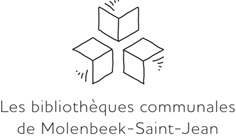 Les bibliothèques communales
de Molenbeek-Saint-Jean